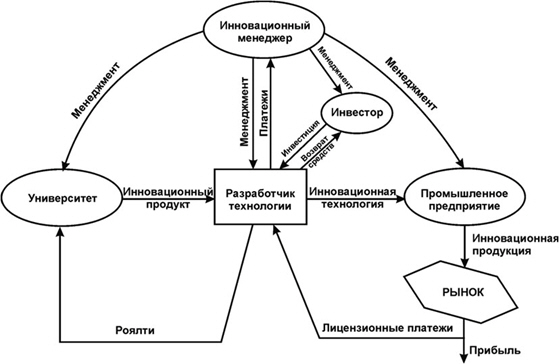 Инновационный
менеджер
Менеджмент
Менеджмент
Платежи
Менеджмент
Менеджмент
Инвестор
Инвестиция
Возврат
средств
Университет
Инновационный
продукт
Разработчик
технологии
Инновационная
технология
Промышленное
предприятие
Инновационная
продукция
РЫНОК
Роялти
Лицензионные платежи
Прибыль